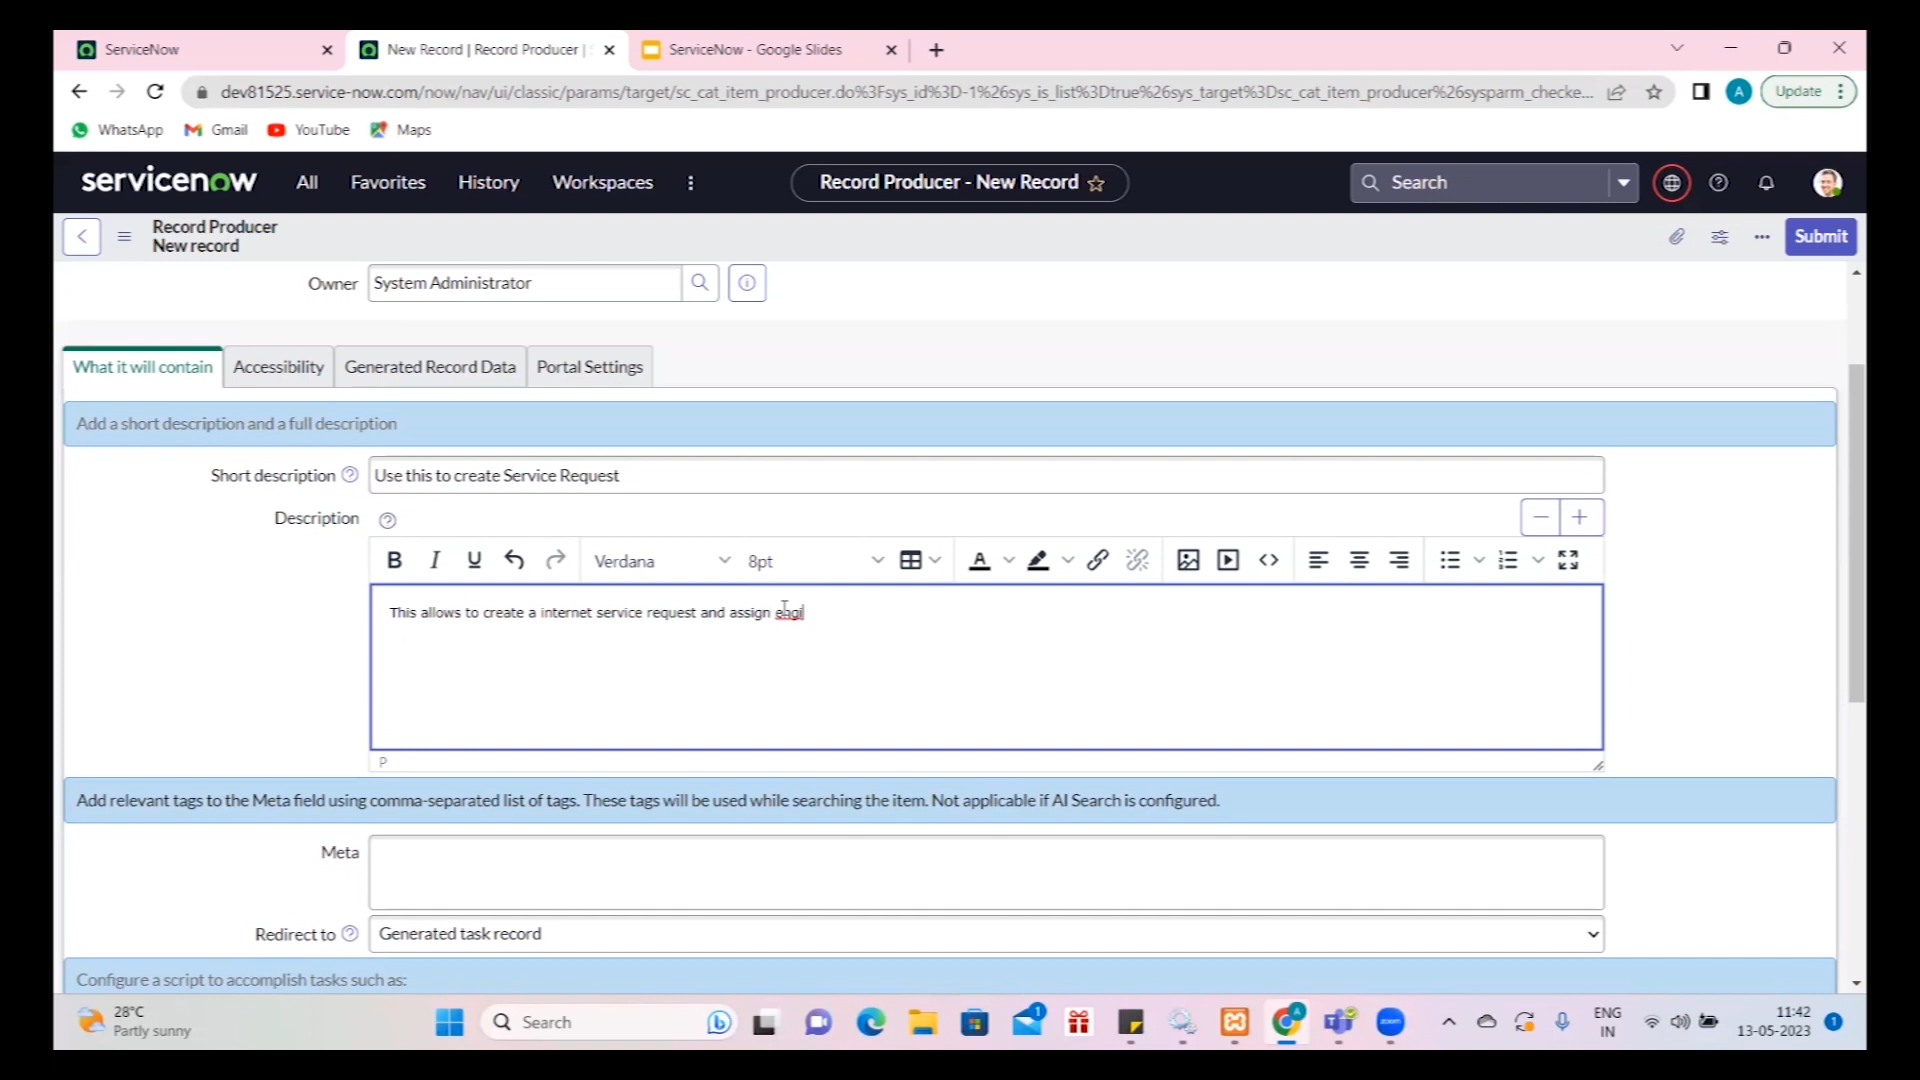 ServiceNow
New Record | Record Producer |
ServiceNow - Google Slides
dev81525.service-now.com/now/nav/ui/classic/params/target/sc_cat_item_producer.do%3Fsys_id%3D-1%26sys_is_list%3Dtrue%26sys_target%3Dsc_cat_item_producer%26sysparm_checke...
A
Update
WhatsApp
Gmail
YouTube
Maps
servicenow
All
Favorites
History
Workspaces
Record Producer - New Record
Search
Record Producer
New record
Submit
Owner
System Administrator
What it will contain
Accessibility
Generated Record Data
Portal Settings
Add a short description and a full description
Short description
Use this to create Service Request
Description
B I U
Verdana
8pt
A
This allows to create a internet service request and assign engi
P
Add relevant tags to the Meta field using comma-separated list of tags. These tags will be used while searching the item. Not applicable if AI Search is configured.
Meta
Redirect to
Generated task record
Configure a script to accomplish tasks such as:
28°C
Partly sunny
Search
1
A
zoom
ENG
IN
11:42
13-05-2023
1